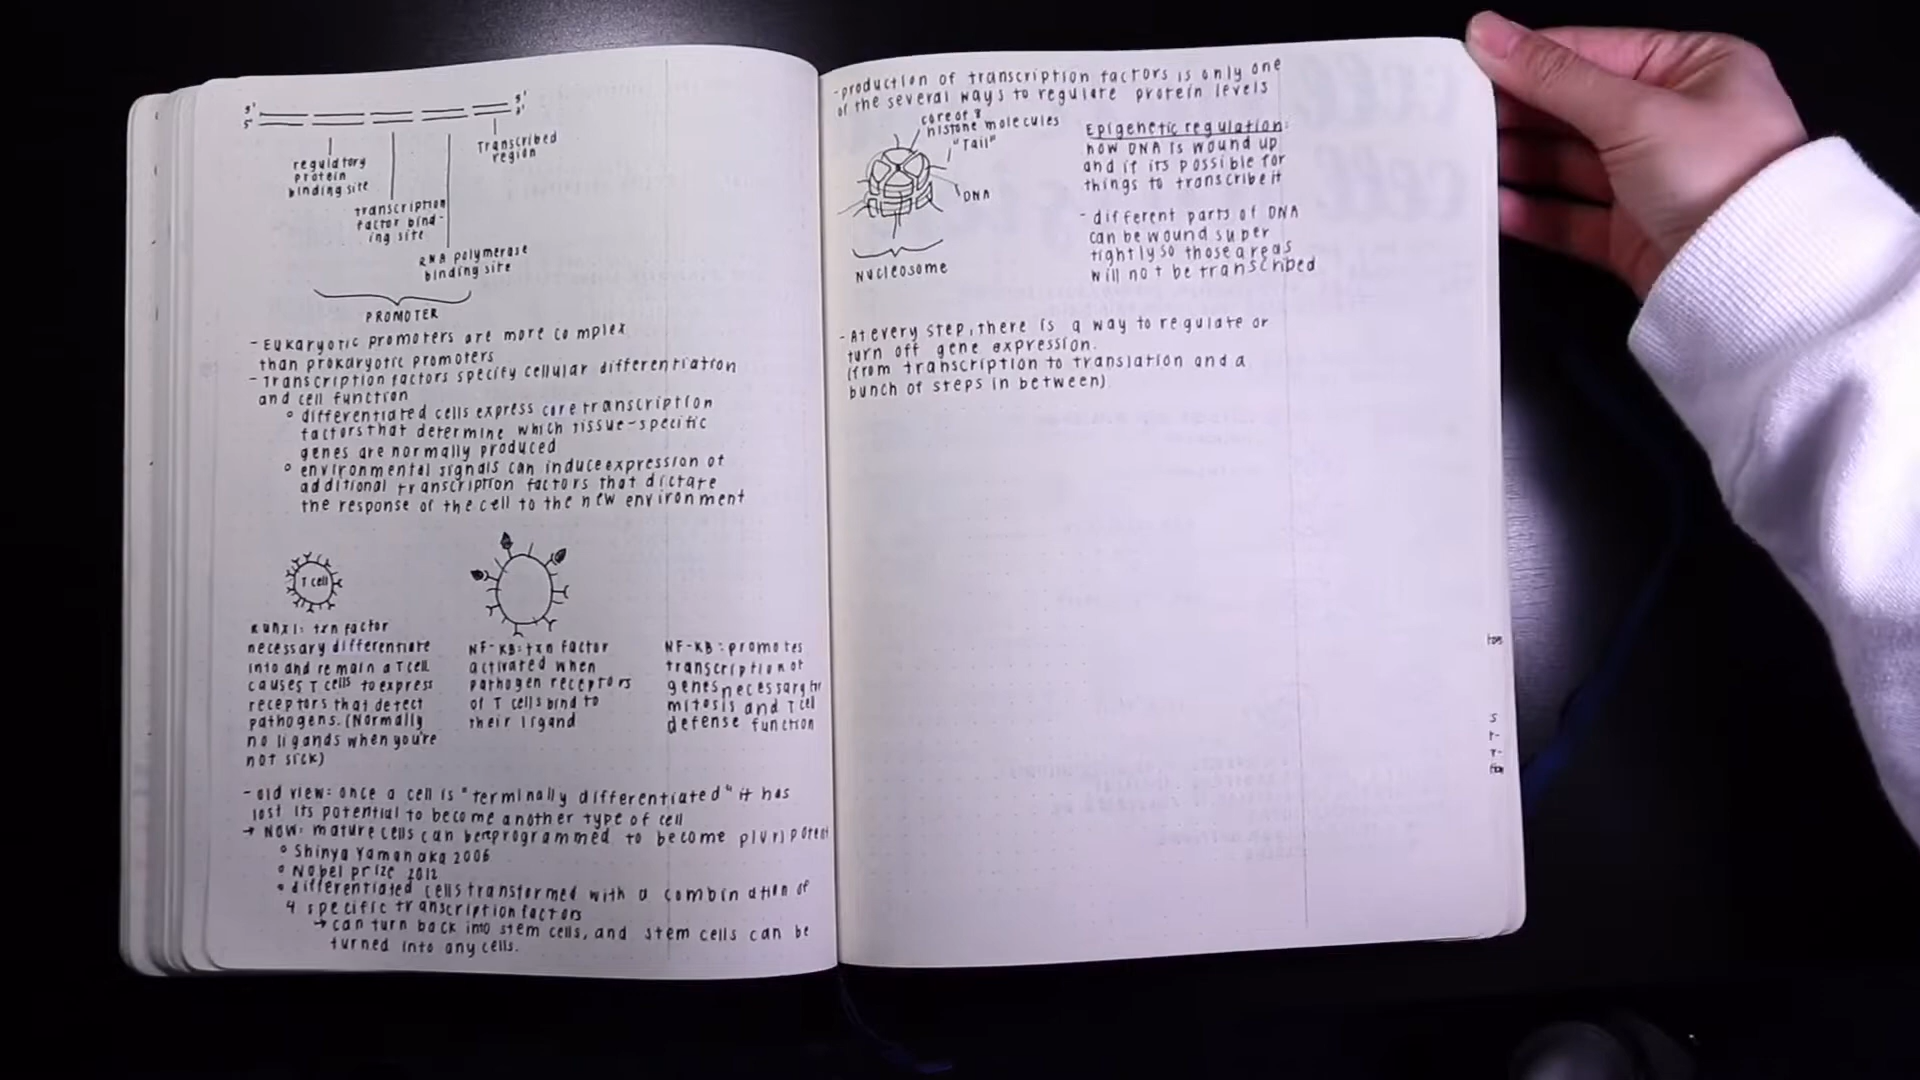 3'
5'
5'
3'
Transcribed
region
regulatory
protein
binding site
transcription
factor bind-
ing site
RNA polymerase
binding site
PROMOTER
- Eukaryotic promoters are more complex
than prokaryotic promoters
- Transcription factors specify cellular differentiation
and cell function
° differentiated cells express core transcription
factors that determine which tissue-specific
genes are normally produced
° environmental signals can induce expression of
additional transcription factors that dictate
the response of the cell to the new environment
T cell
RUNX1: txn factor
necessary differentiate
into and remain a T cell
causes T cells to express
receptors that detect
pathogens. (Normally
no ligands when you're
not sick)
NF-KB: txn factor
activated when
pathogen receptors
of T cells bind to
their ligand
NF-KB: promotes
transcription of
genes necessary for
mitosis and T cell
defense function
- old view: once a cell is "terminally differentiated" it has
lost its potential to become another type of cell
→ NOW: mature cells can be reprogrammed to become pluripotent
° Shinya Yamanaka 2006
° Nobel prize 2012
° differentiated cells transformed with a combination of
4 specific transcription factors
→ can turn back into stem cells, and stem cells can be
turned into any cells.
- production of transcription factors is only one
of the several ways to regulate protein levels
core of 8
histone molecules
"Tail"
DNA
Nucleosome
Epigenetic regulation:
how DNA is wound up
and if its possible for
things to transcribe it
- different parts of DNA
can be wound super
tightly so those areas
will not be transcribed
- At every step, there is a way to regulate or
turn off gene expression.
(from transcription to translation and a
bunch of steps in between)